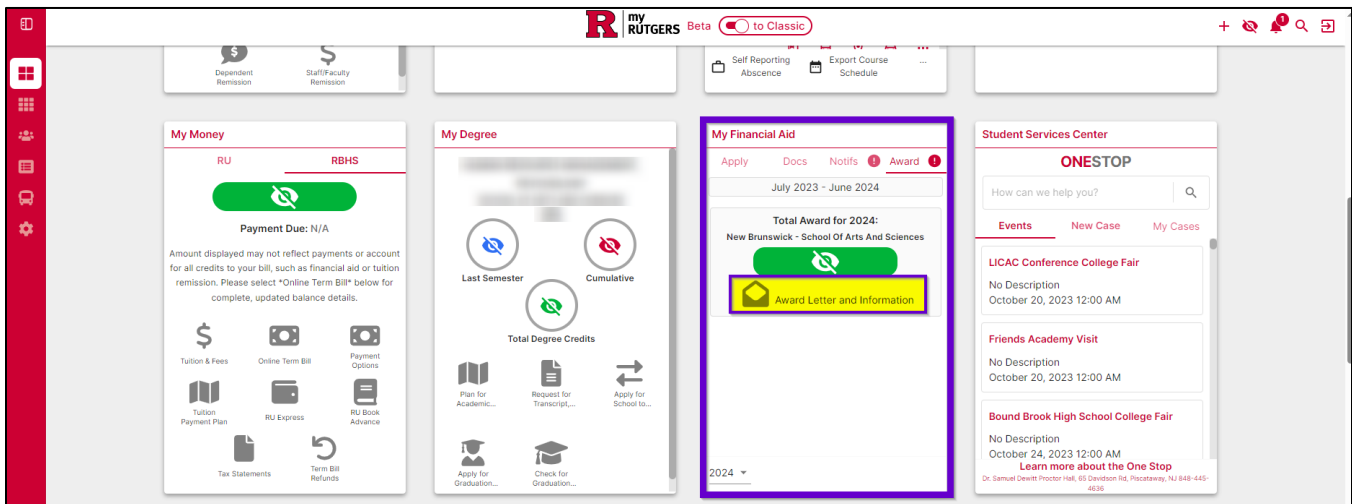 my
RUTGERS
Beta
to Classic
1
Dependent
Remission
Staff/Faculty
Remission
Self Reporting
Abscence
Export Course
Schedule
...
My Money
RU
RBHS
Payment Due: N/A
Amount displayed may not reflect payments or account
for all credits to your bill, such as financial aid or tuition
remission. Please select *Online Term Bill* below for
complete, updated balance details.
Tuition & Fees
Online Term Bill
Payment
Options
Tuition
Payment Plan
RU Express
RU Book
Advance
Tax Statements
Term Bill
Refunds
My Degree
Last Semester
Cumulative
Total Degree Credits
Plan for
Academic...
Request for
Transcript,...
Apply for
School to...
Apply for
Graduation...
Check for
Graduation...
My Financial Aid
Apply
Docs
Notifs
Award
July 2023 - June 2024
Total Award for 2024:
New Brunswick - School Of Arts And Sciences
Award Letter and Information
2024
Student Services Center
ONESTOP
How can we help you?
Events
New Case
My Cases
LICAC Conference College Fair
No Description
October 20, 2023 12:00 AM
Friends Academy Visit
No Description
October 20, 2023 12:00 AM
Bound Brook High School College Fair
No Description
October 24, 2023 12:00 AM
Learn more about the One Stop
Dr. Samuel Dewitt Proctor Hall, 65 Davidson Rd, Piscataway, NJ 848-445-
4636